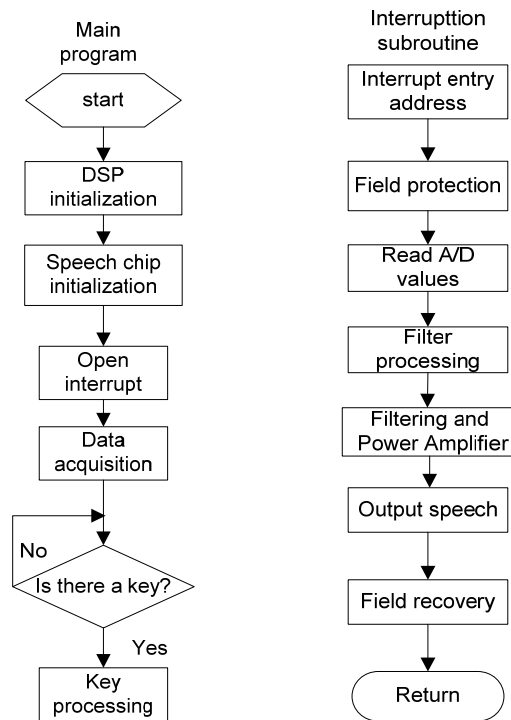 Main
program
start
DSP
initialization
Speech chip
initialization
Open
interrupt
Data
acquisition
No
Is there a key?
Yes
Key
processing
Interrupttion
subroutine
Interrupt entry
address
Field protection
Read A/D
values
Filter
processing
Filtering and
Power Amplifier
Output speech
Field recovery
Return